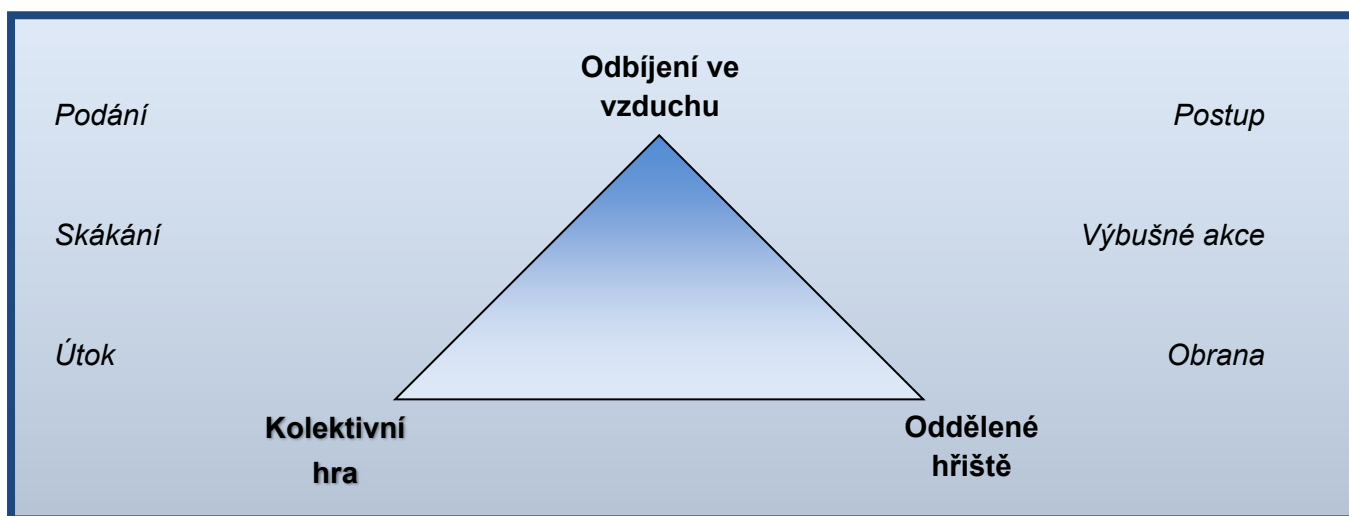 Odbíjení ve
vzduchu
Podání
Postup
Skákání
Výbušné akce
Útok
Obrana
Kolektivní
hra
Oddělené
hřiště